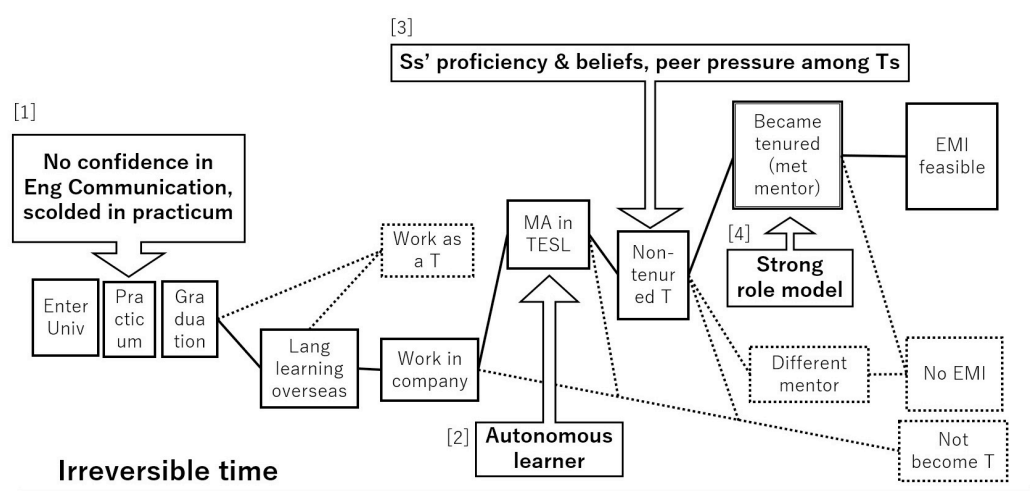 [3]
Ss’ proficiency & beliefs, peer pressure among Ts
[1]
No confidence in
Eng Communication,
scolded in practicum
Became
tenured
(met
mentor)
EMI
feasible
Work as
a T
MA in
TESL
Non-
tenur
ed T
[4]
Strong
role model
Enter
Univ
Pra
ctic
um
Gra
dua
tion
Lang
learning
overseas
Work in
company
Different
mentor
No EMI
[2]
Autonomous
learner
Not
become T
Irreversible time